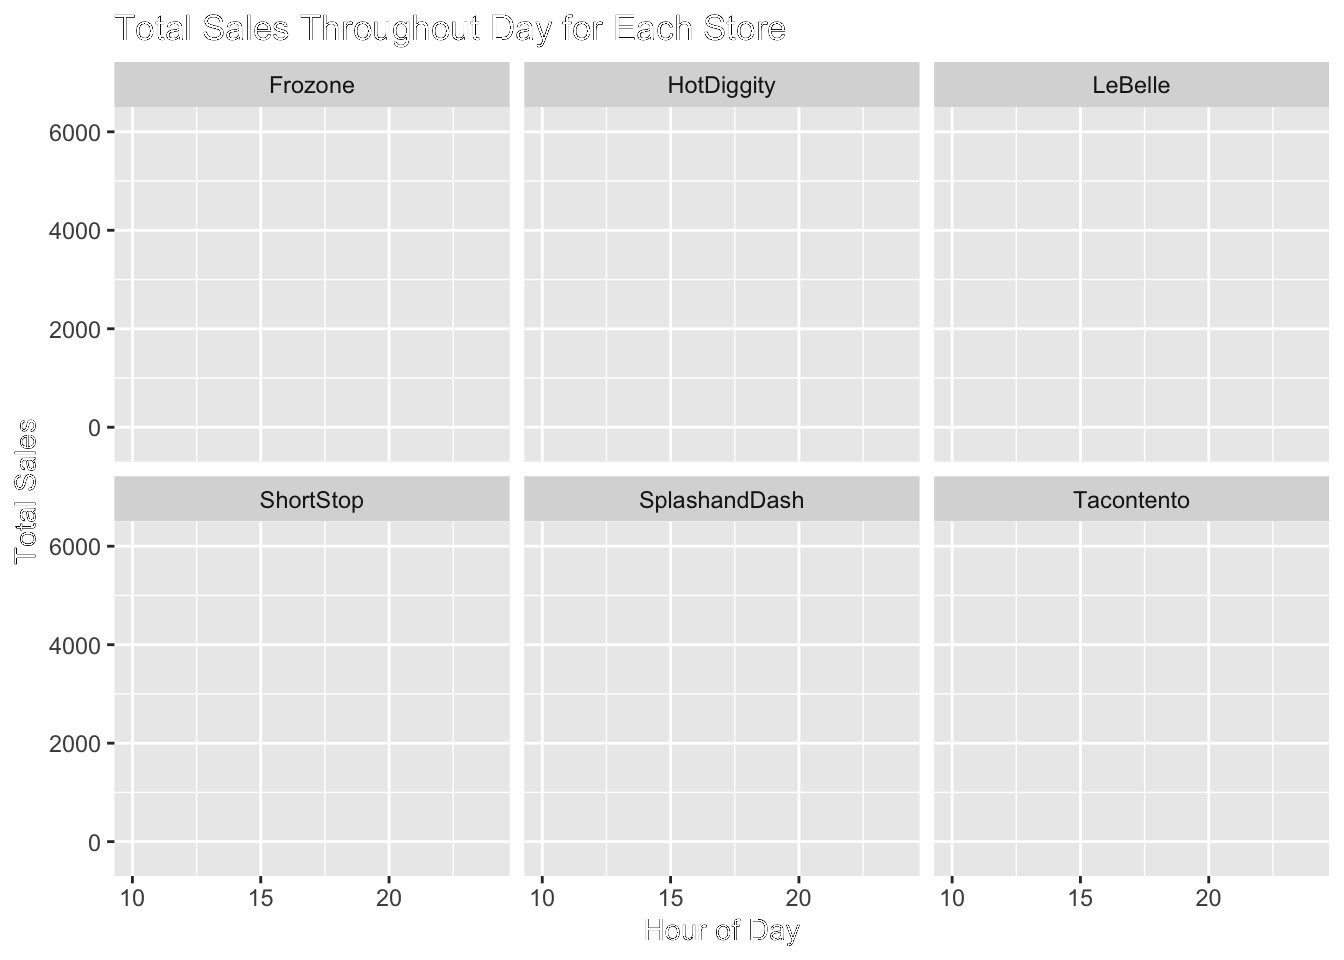 Total Sales Throughout Day for Each Store
Frozone HotDiggity LeBelle
6000
4000
2000
0
Total Sales
ShortStop SplashandDash Tacontento
6000
4000
2000
0
10 15 20 10 15 20 10 15 20
Hour of Day